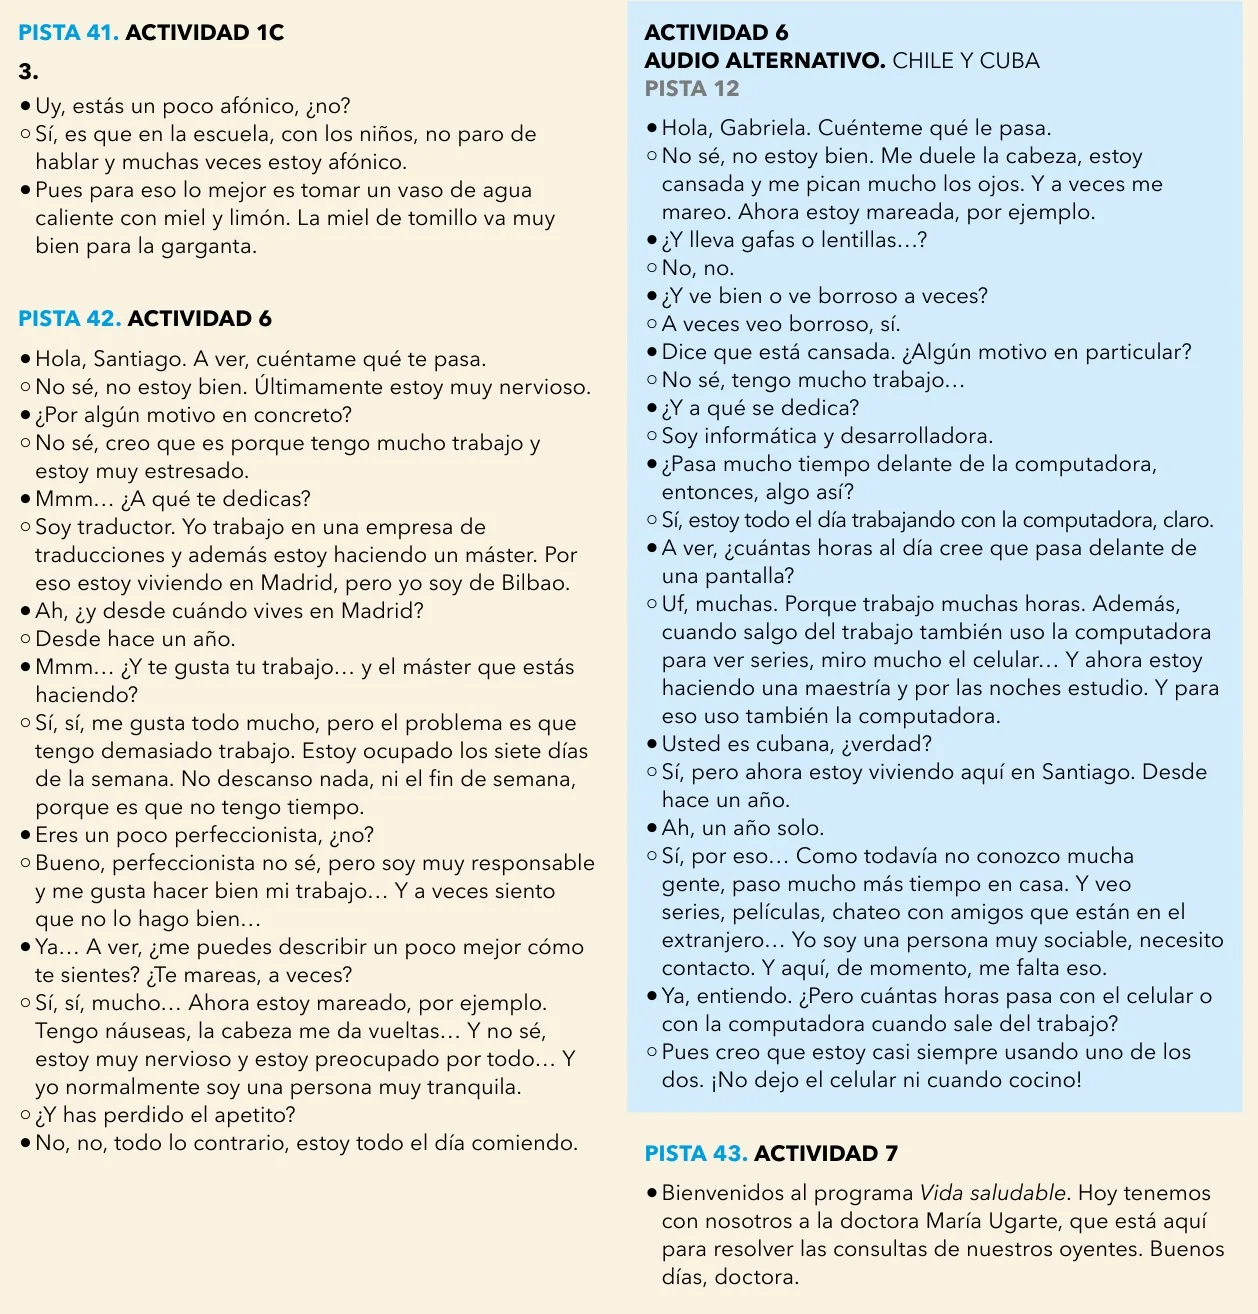 PISTA 41. ACTIVIDAD 1C
3.
● Uy, estás un poco afónico, ¿no?
○ Sí, es que en la escuela, con los niños, no paro de
hablar y muchas veces estoy afónico.
● Pues para eso lo mejor es tomar un vaso de agua
caliente con miel y limón. La miel de tomillo va muy
bien para la garganta.
PISTA 42. ACTIVIDAD 6
● Hola, Santiago. A ver, cuéntame qué te pasa.
○ No sé, no estoy bien. Últimamente estoy muy nervioso.
● ¿Por algún motivo en concreto?
○ No sé, creo que es porque tengo mucho trabajo y
estoy muy estresado.
● Mmm… ¿A qué te dedicas?
○ Soy traductor. Yo trabajo en una empresa de
traducciones y además estoy haciendo un máster. Por
eso estoy viviendo en Madrid, pero yo soy de Bilbao.
● Ah, ¿y desde cuándo vives en Madrid?
○ Desde hace un año.
● Mmm… ¿Y te gusta tu trabajo… y el máster que estás
haciendo?
○ Sí, sí, me gusta todo mucho, pero el problema es que
tengo demasiado trabajo. Estoy ocupado los siete días
de la semana. No descanso nada, ni el fin de semana,
porque es que no tengo tiempo.
● Eres un poco perfeccionista, ¿no?
○ Bueno, perfeccionista no sé, pero soy muy responsable
y me gusta hacer bien mi trabajo… Y a veces siento
que no lo hago bien…
● Ya… A ver, ¿me puedes describir un poco mejor cómo
te sientes? ¿Te mareas, a veces?
○ Sí, sí, mucho… Ahora estoy mareado, por ejemplo.
Tengo náuseas, la cabeza me da vueltas… Y no sé,
estoy muy nervioso y estoy preocupado por todo… Y
yo normalmente soy una persona muy tranquila.
○ ¿Y has perdido el apetito?
● No, no, todo lo contrario, estoy todo el día comiendo.
ACTIVIDAD 6
AUDIO ALTERNATIVO. CHILE Y CUBA
PISTA 12
● Hola, Gabriela. Cuénteme qué le pasa.
○ No sé, no estoy bien. Me duele la cabeza, estoy
cansada y me pican mucho los ojos. Y a veces me
mareo. Ahora estoy mareada, por ejemplo.
● ¿Y lleva gafas o lentillas…?
○ No, no.
● ¿Y ve bien o ve borroso a veces?
○ A veces veo borroso, sí.
● Dice que está cansada. ¿Algún motivo en particular?
○ No sé, tengo mucho trabajo…
● ¿Y a qué se dedica?
○ Soy informática y desarrolladora.
● ¿Pasa mucho tiempo delante de la computadora,
entonces, algo así?
○ Sí, estoy todo el día trabajando con la computadora, claro.
● A ver, ¿cuántas horas al día cree que pasa delante de
una pantalla?
○ Uf, muchas. Porque trabajo muchas horas. Además,
cuando salgo del trabajo también uso la computadora
para ver series, miro mucho el celular… Y ahora estoy
haciendo una maestría y por las noches estudio. Y para
eso uso también la computadora.
● Usted es cubana, ¿verdad?
○ Sí, pero ahora estoy viviendo aquí en Santiago. Desde
hace un año.
● Ah, un año solo.
○ Sí, por eso… Como todavía no conozco mucha
gente, paso mucho más tiempo en casa. Y veo
series, películas, chateo con amigos que están en el
extranjero… Yo soy una persona muy sociable, necesito
contacto. Y aquí, de momento, me falta eso.
● Ya, entiendo. ¿Pero cuántas horas pasa con el celular o
con la computadora cuando sale del trabajo?
○ Pues creo que estoy casi siempre usando uno de los
dos. ¡No dejo el celular ni cuando cocino!
PISTA 43. ACTIVIDAD 7
● Bienvenidos al programa Vida saludable. Hoy tenemos
con nosotros a la doctora María Ugarte, que está aquí
para resolver las consultas de nuestros oyentes. Buenos
días, doctora.